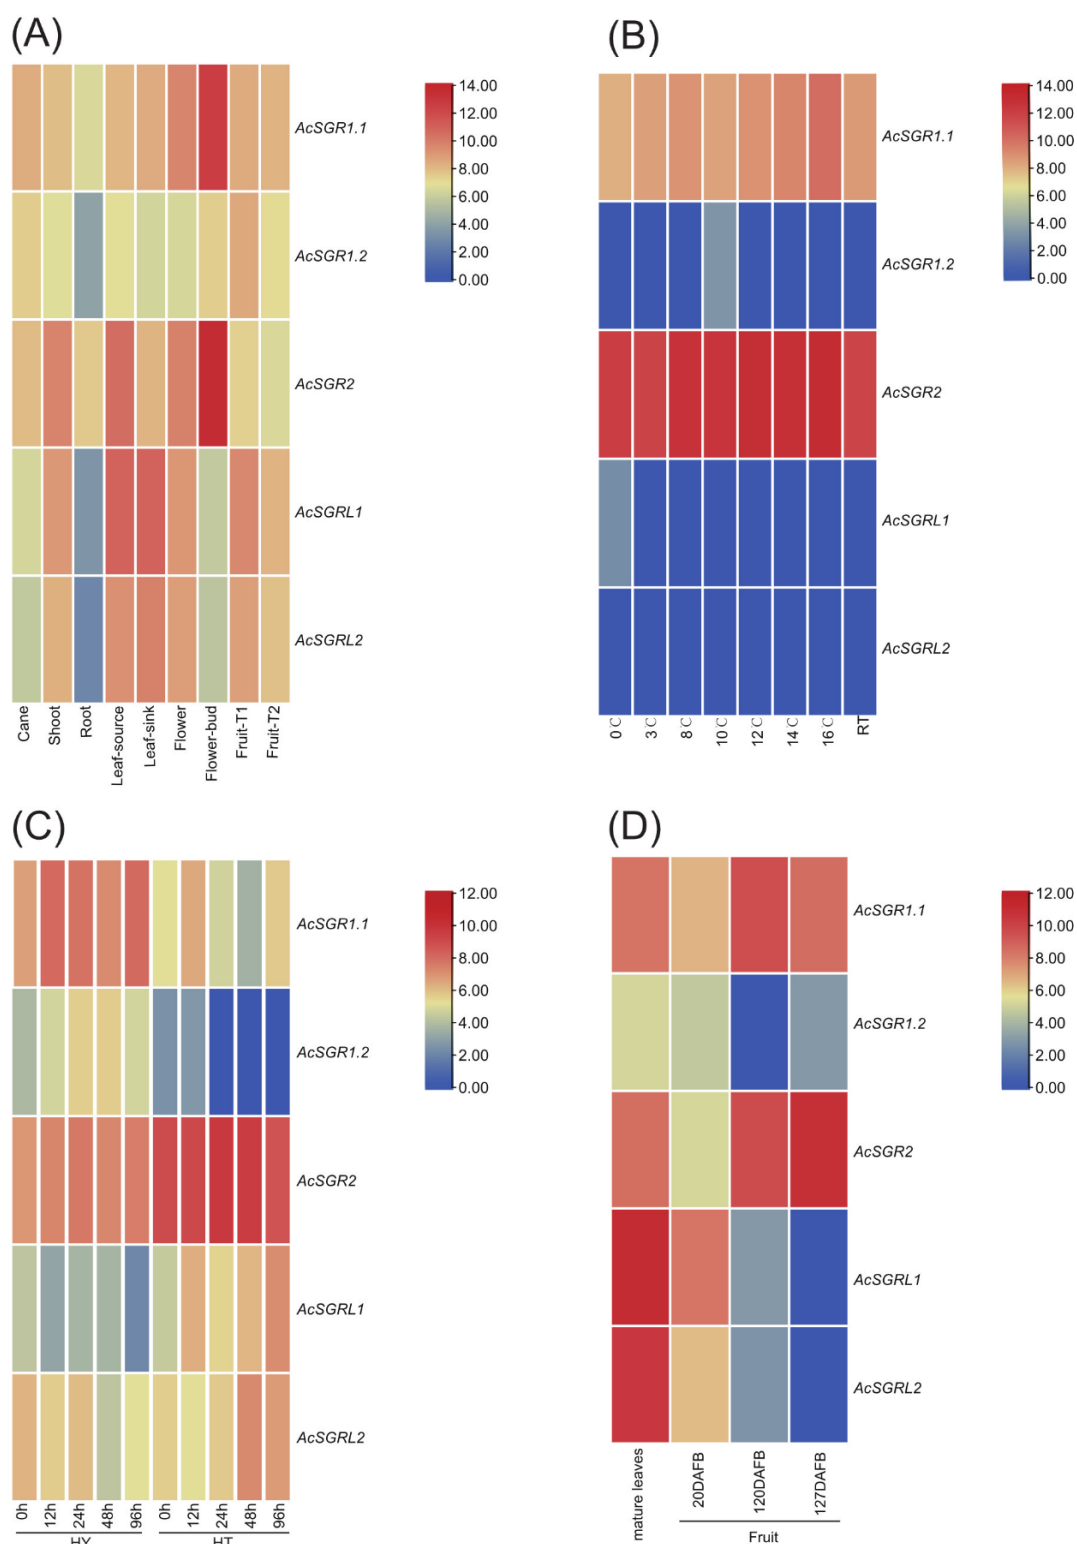 (A)
14.00
12.00
10.00
8.00
6.00
4.00
2.00
0.00
AcSGR1.1
AcSGR1.2
AcSGR2
AcSGRL1
AcSGRL2
Cane
Shoot
Root
Leaf-source
Leaf-sink
Flower
Flower-bud
Fruit-T1
Fruit-T2
(B)
14.00
12.00
10.00
8.00
6.00
4.00
2.00
0.00
AcSGR1.1
AcSGR1.2
AcSGR2
AcSGRL1
AcSGRL2
0℃
3℃
8℃
10℃
12℃
14℃
16℃
RT
(C)
12.00
10.00
8.00
6.00
4.00
2.00
0.00
AcSGR1.1
AcSGR1.2
AcSGR2
AcSGRL1
AcSGRL2
0h
12h
24h
48h
96h
0h
12h
24h
48h
96h
HY
HT
(D)
12.00
10.00
8.00
6.00
4.00
2.00
0.00
AcSGR1.1
AcSGR1.2
AcSGR2
AcSGRL1
AcSGRL2
mature leaves
20DAFB
120DAFB
127DAFB
Fruit